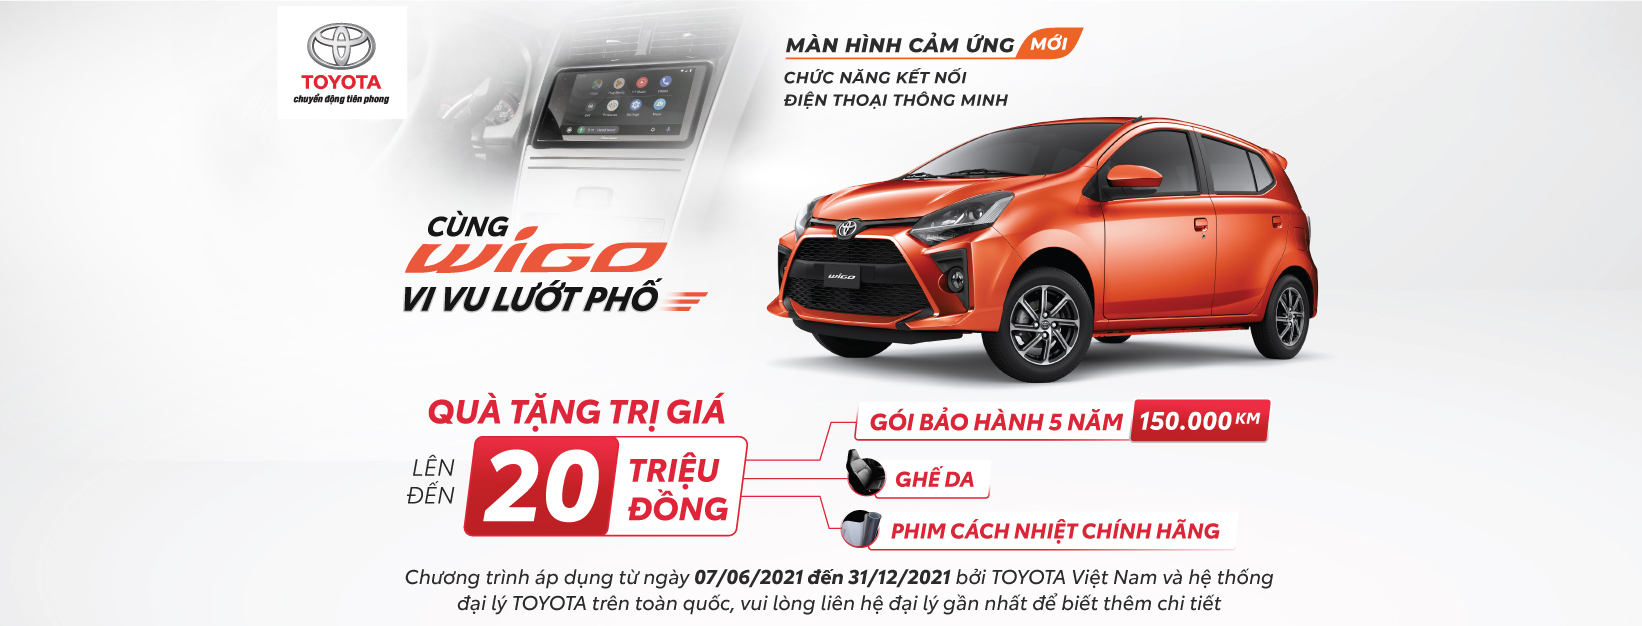 TOYOTA
chuyển động tiên phong
MÀN HÌNH CẢM ỨNG MỚI
CHỨC NĂNG KẾT NỐI
ĐIỆN THOẠI THÔNG MINH
CÙNG
WIGO
VI VU LƯỚT PHỐ
WIGO
QUÀ TẶNG TRỊ GIÁ
LÊN
ĐẾN
20
TRIỆU
ĐỒNG
GÓI BẢO HÀNH 5 NĂM 150.000 KM
GHẾ DA
PHIM CÁCH NHIỆT CHÍNH HÃNG
Chương trình áp dụng từ ngày 07/06/2021 đến 31/12/2021 bởi TOYOTA Việt Nam và hệ thống
đại lý TOYOTA trên toàn quốc, vui lòng liên hệ đại lý gần nhất để biết thêm chi tiết